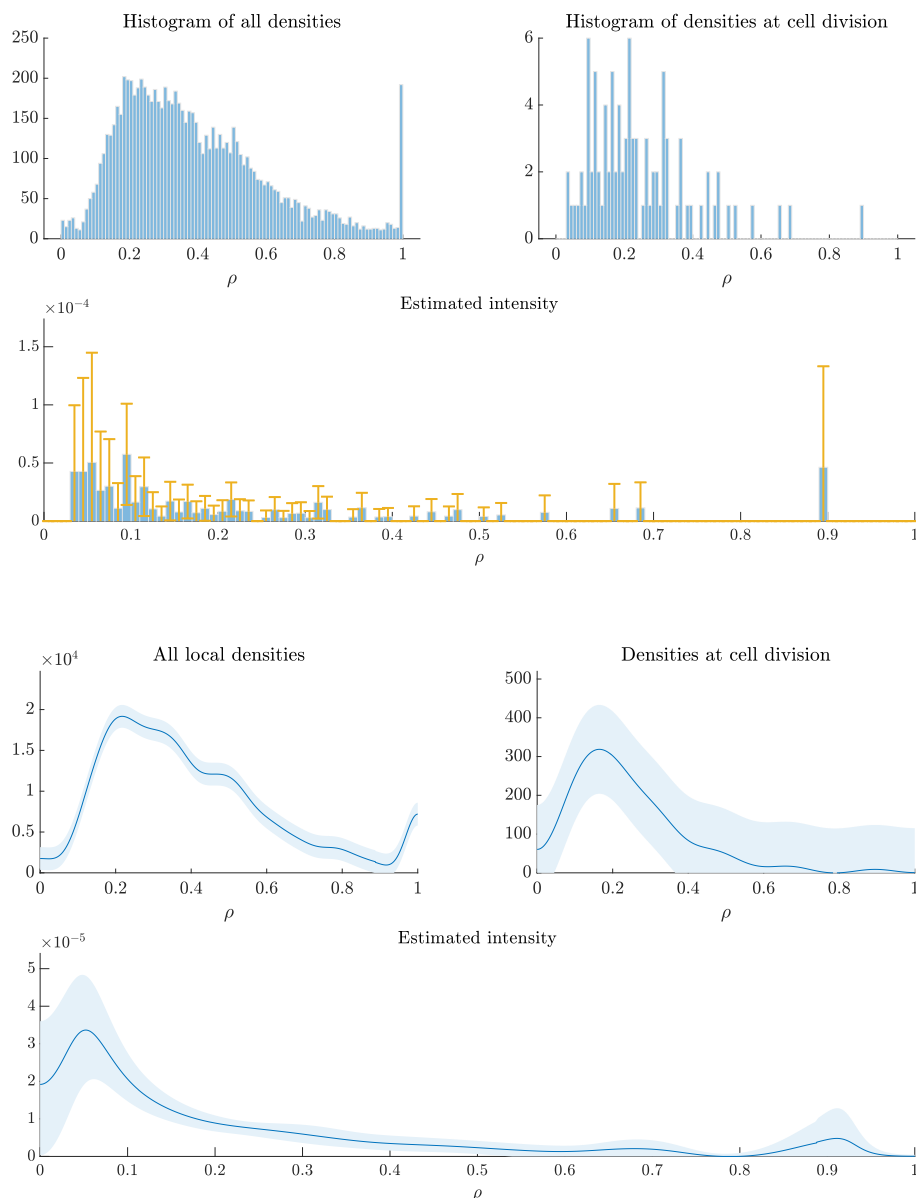 Histogram of all densities
250
200
150
100
50
0
0 0.2 0.4 0.6 0.8 1
ρ
Histogram of densities at cell division
6
4
2
0
0 0.2 0.4 0.6 0.8 1
ρ
Estimated intensity
×10⁻⁴
1.5
1
0.5
0
0 0.1 0.2 0.3 0.4 0.5 0.6 0.7 0.8 0.9 1
ρ
All local densities
×10⁴
2
1.5
1
0.5
0
0 0.2 0.4 0.6 0.8 1
ρ
Densities at cell division
500
400
300
200
100
0
0 0.2 0.4 0.6 0.8 1
ρ
Estimated intensity
×10⁻⁵
5
4
3
2
1
0
0 0.1 0.2 0.3 0.4 0.5 0.6 0.7 0.8 0.9 1
ρ